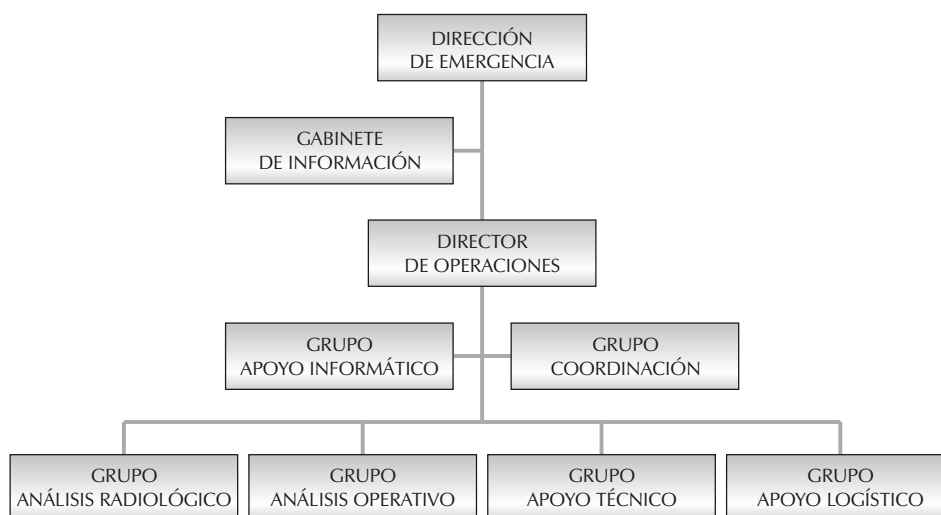 DIRECCIÓN
DE EMERGENCIA
GABINETE
DE INFORMACIÓN
DIRECTOR
DE OPERACIONES
GRUPO
APOYO INFORMÁTICO
GRUPO
COORDINACIÓN
GRUPO
ANÁLISIS RADIOLÓGICO
GRUPO
ANÁLISIS OPERATIVO
GRUPO
APOYO TÉCNICO
GRUPO
APOYO LOGÍSTICO